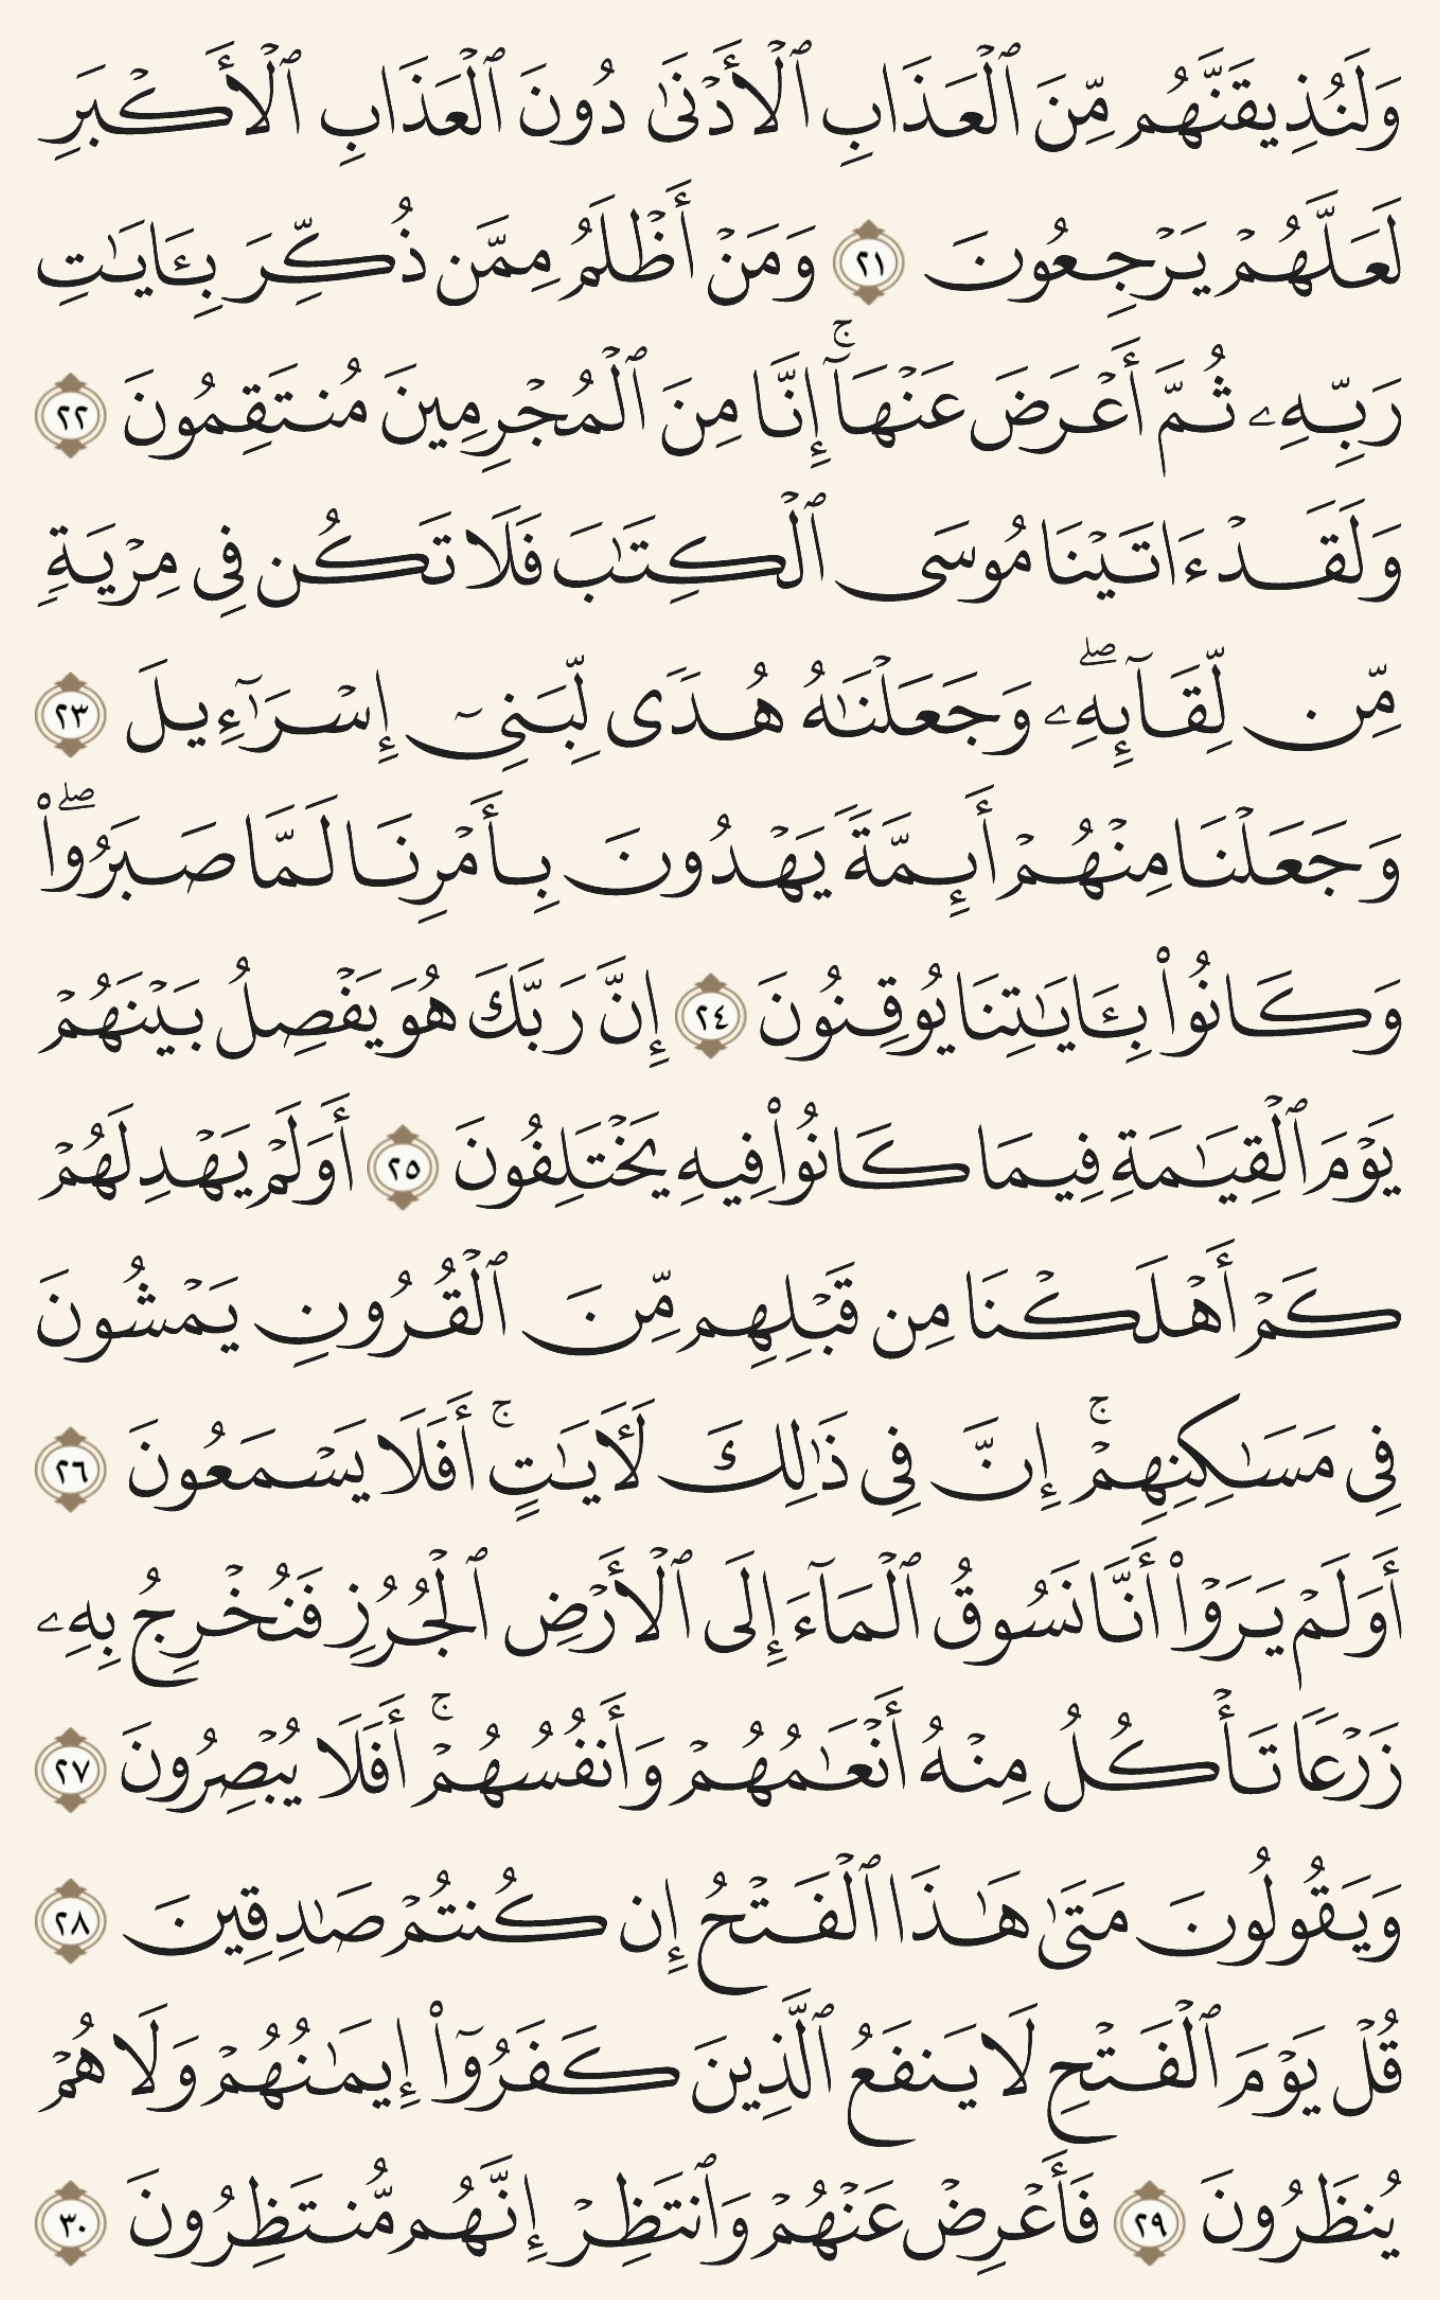 وَلَنُذِيقَنَّهُم مِّنَ ٱلْعَذَابِ ٱلْأَدْنَىٰ دُونَ ٱلْعَذَابِ ٱلْأَكْبَرِ
لَعَلَّهُمْ يَرْجِعُونَ ٢١ وَمَنْ أَظْلَمُ مِمَّن ذُكِّرَ بِـَٔايَـٰتِ
رَبِّهِۦ ثُمَّ أَعْرَضَ عَنْهَآ ۚ إِنَّا مِنَ ٱلْمُجْرِمِينَ مُنتَقِمُونَ ٢٢
وَلَقَدْ ءَاتَيْنَا مُوسَى ٱلْكِتَـٰبَ فَلَا تَكُن فِى مِرْيَةٍ
مِّن لِّقَآئِهِۦ ۖ وَجَعَلْنَـٰهُ هُدًى لِّبَنِىٓ إِسْرَٰٓءِيلَ ٢٣
وَجَعَلْنَا مِنْهُمْ أَئِمَّةً يَهْدُونَ بِأَمْرِنَا لَمَّا صَبَرُوا۟ ۖ
وَكَانُوا۟ بِـَٔايَـٰتِنَا يُوقِنُونَ ٢٤ إِنَّ رَبَّكَ هُوَ يَفْصِلُ بَيْنَهُمْ
يَوْمَ ٱلْقِيَـٰمَةِ فِيمَا كَانُوا۟ فِيهِ يَخْتَلِفُونَ ٢٥ أَوَلَمْ يَهْدِ لَهُمْ
كَمْ أَهْلَكْنَا مِن قَبْلِهِم مِّنَ ٱلْقُرُونِ يَمْشُونَ
فِى مَسَـٰكِنِهِمْ ۚ إِنَّ فِى ذَٰلِكَ لَـَٔايَـٰتٍ ۚ أَفَلَا يَسْمَعُونَ ٢٦
أَوَلَمْ يَرَوْا۟ أَنَّا نَسُوقُ ٱلْمَآءَ إِلَى ٱلْأَرْضِ ٱلْجُرُزِ فَنُخْرِجُ بِهِۦ
زَرْعًا تَأْكُلُ مِنْهُ أَنْعَـٰمُهُمْ وَأَنفُسُهُمْ ۚ أَفَلَا يُبْصِرُونَ ٢٧
وَيَقُولُونَ مَتَىٰ هَـٰذَا ٱلْفَتْحُ إِن كُنتُمْ صَـٰدِقِينَ ٢٨
قُلْ يَوْمَ ٱلْفَتْحِ لَا يَنفَعُ ٱلَّذِينَ كَفَرُوٓا۟ إِيمَـٰنُهُمْ وَلَا هُمْ
يُنظَرُونَ ٢٩ فَأَعْرِضْ عَنْهُمْ وَٱنتَظِرْ إِنَّهُم مُّنتَظِرُونَ ٣٠